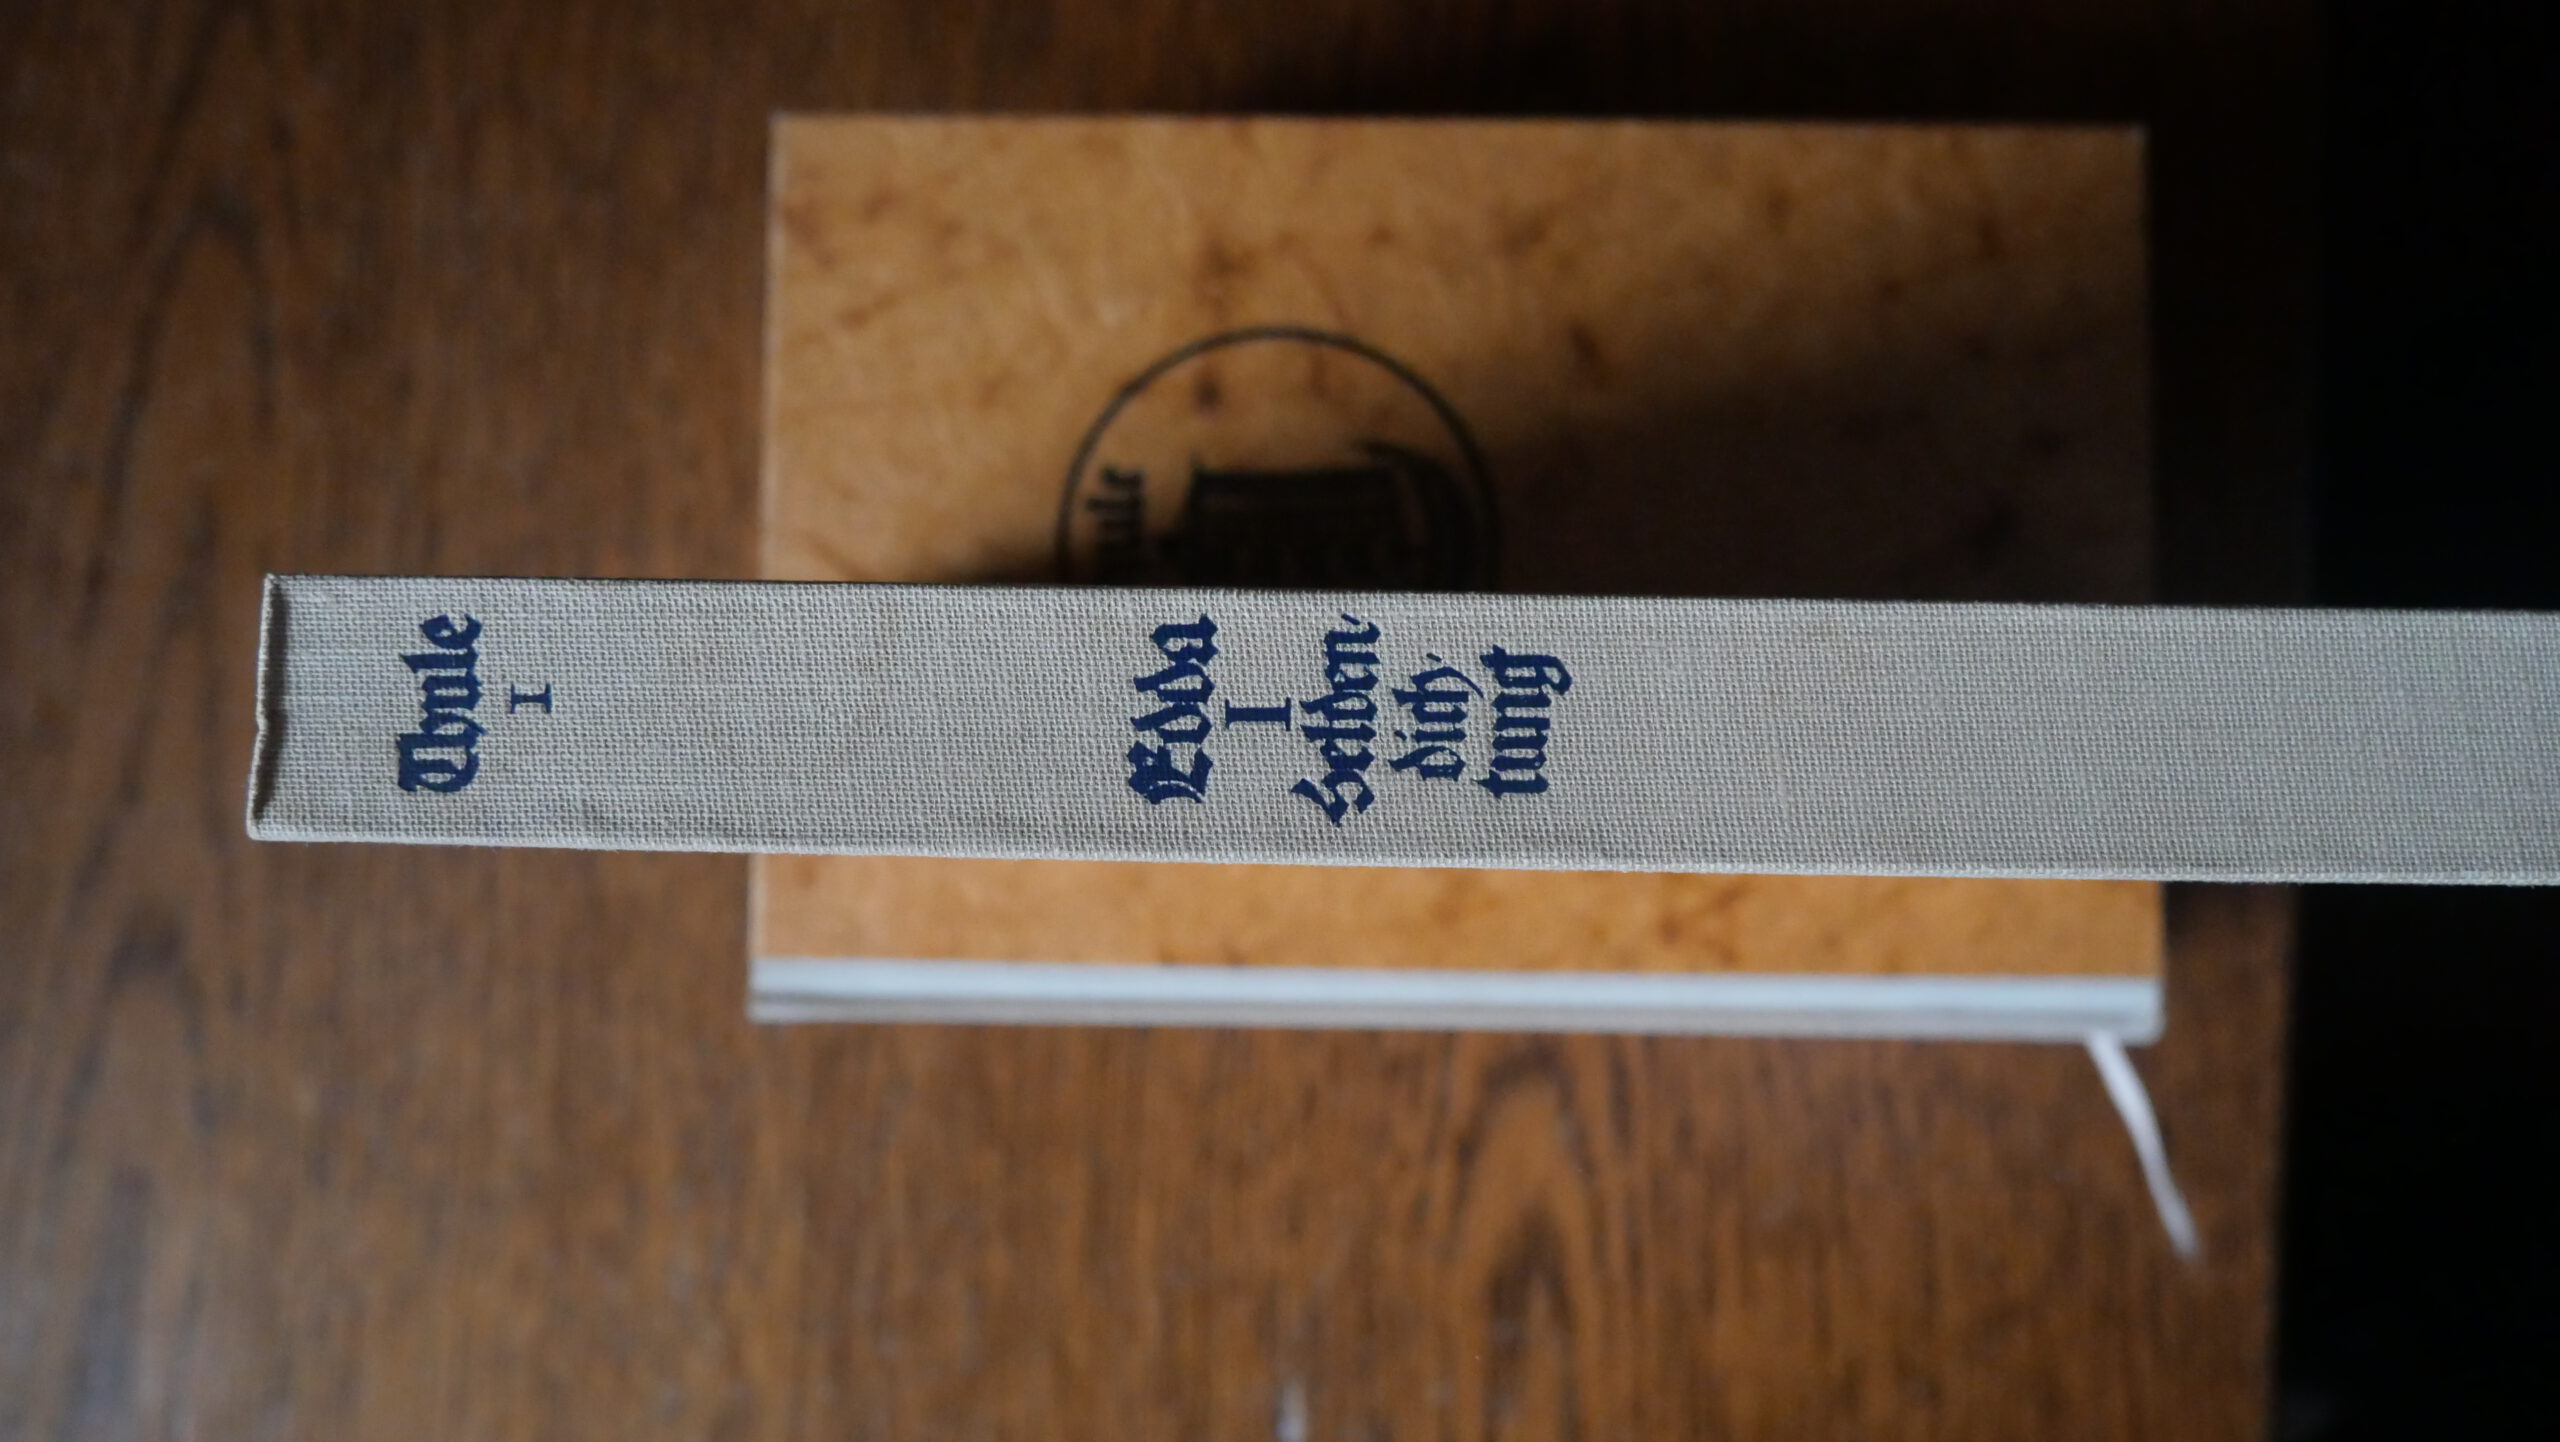 Thule
I
Edda
I
Helden-
dich-
tung